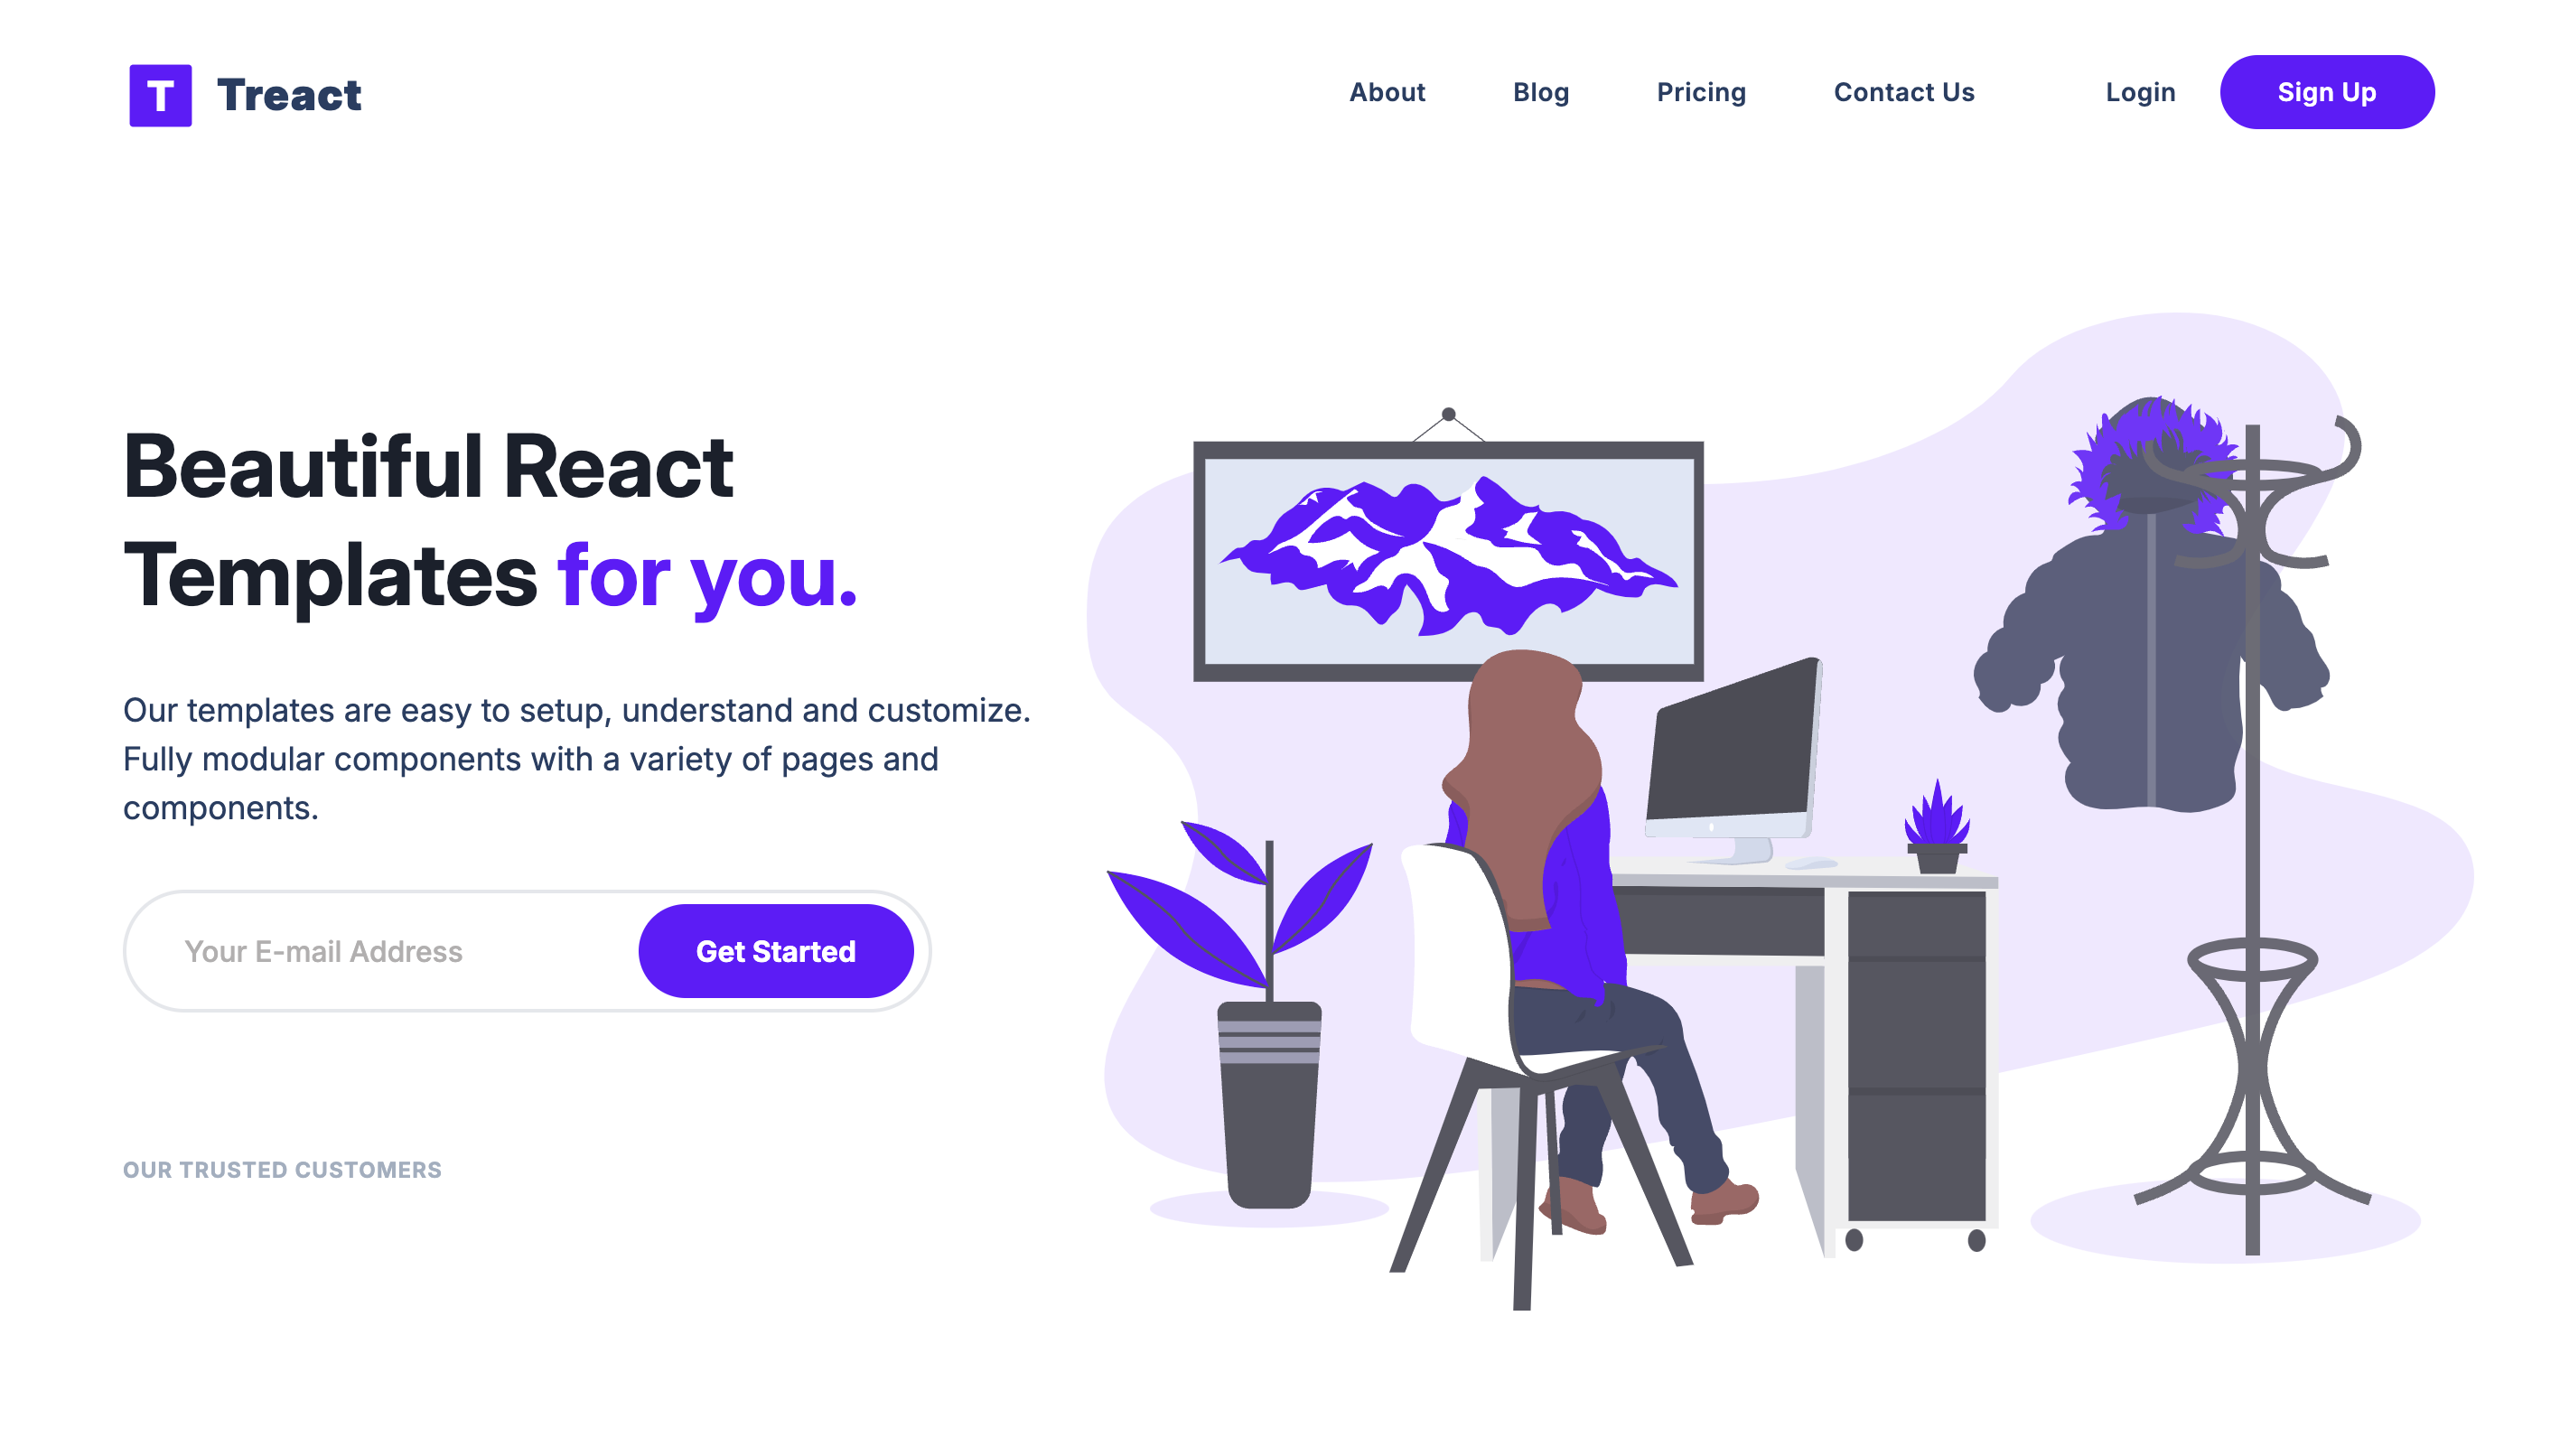 T Treact
About Blog Pricing Contact Us Login Sign Up
Beautiful React
Templates for you.
Our templates are easy to setup, understand and customize.
Fully modular components with a variety of pages and
components.
Your E-mail Address Get Started
OUR TRUSTED CUSTOMERS